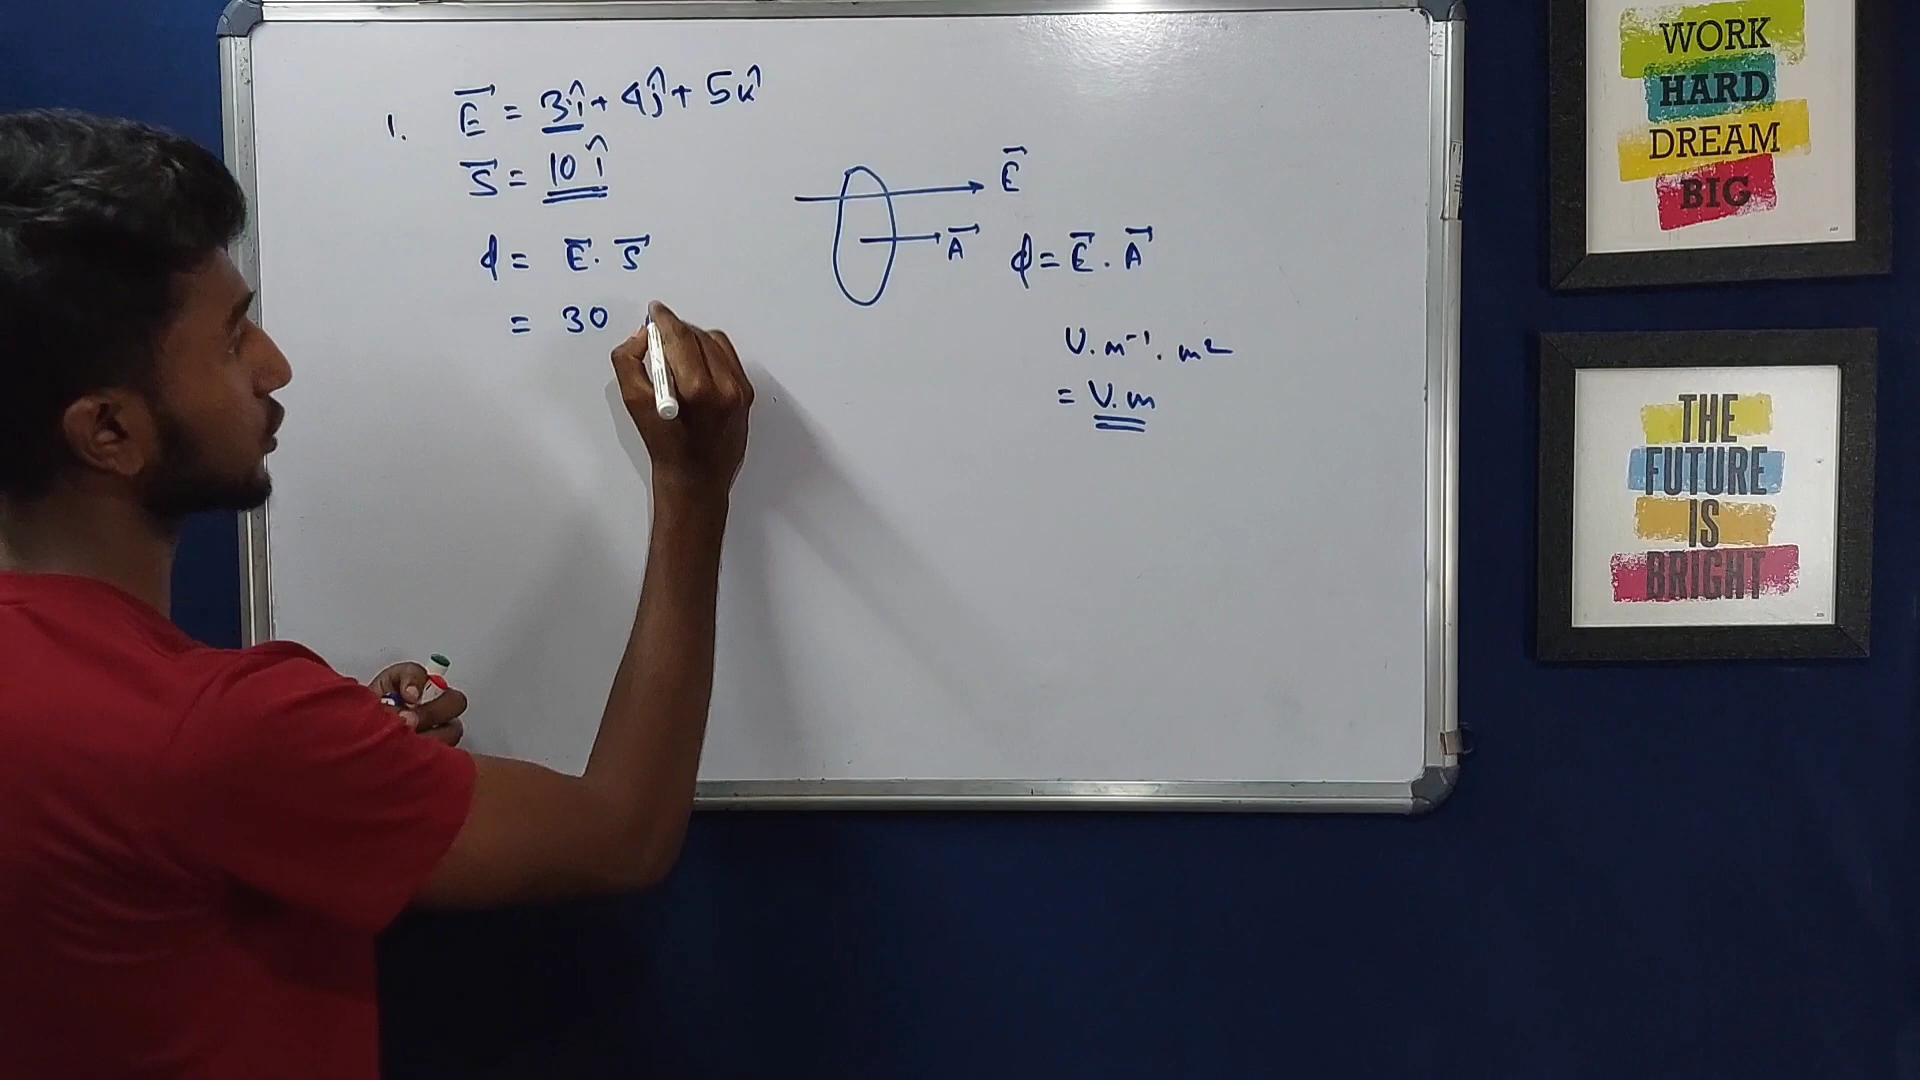 1. E⃗ = 3î + 4ĵ + 5k̂
S⃗ = 10 î
ϕ = E⃗ . S⃗
= 30
E⃗
A⃗
ϕ = E⃗ . A⃗
V. m⁻¹. m²
= V.m
WORK
HARD
DREAM
BIG
THE
FUTURE
IS
BRIGHT